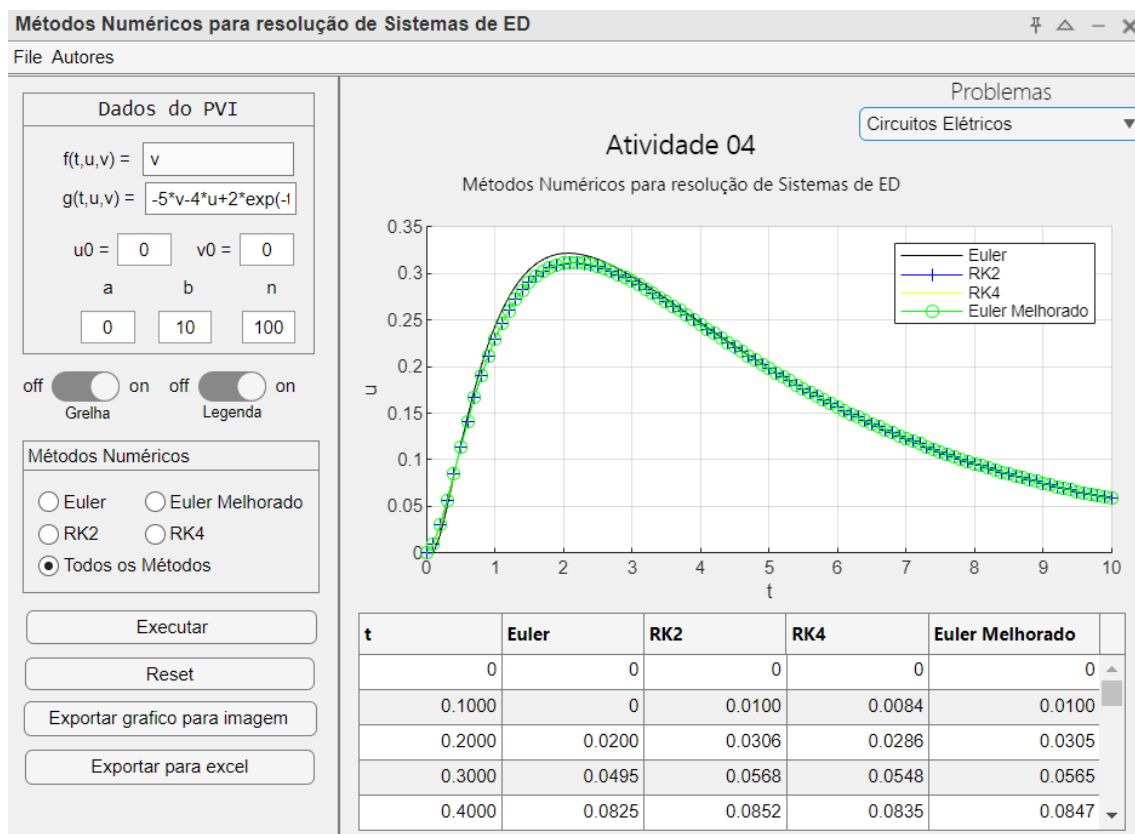 Métodos Numéricos para resolução de Sistemas de ED
File Autores
Dados do PVI
f(t,u,v) = v
g(t,u,v) = -5*v-4*u+2*exp(-t
u0 = 0 v0 = 0
a b n
0 10 100
off on off on
Grelha Legenda
Métodos Numéricos
Euler Euler Melhorado
RK2 RK4
Todos os Métodos
Executar
Reset
Exportar grafico para imagem
Exportar para excel
Problemas
Circuitos Elétricos
Atividade 04
Métodos Numéricos para resolução de Sistemas de ED
0.35
0.3
0.25
0.2
0.15
0.1
0.05
0
u
Euler
RK2
RK4
Euler Melhorado
0 1 2 3 4 5 6 7 8 9 10
t
t Euler RK2 RK4 Euler Melhorado
0 0 0 0 0
0.1000 0 0.0100 0.0084 0.0100
0.2000 0.0200 0.0306 0.0286 0.0305
0.3000 0.0495 0.0568 0.0548 0.0565
0.4000 0.0825 0.0852 0.0835 0.0847